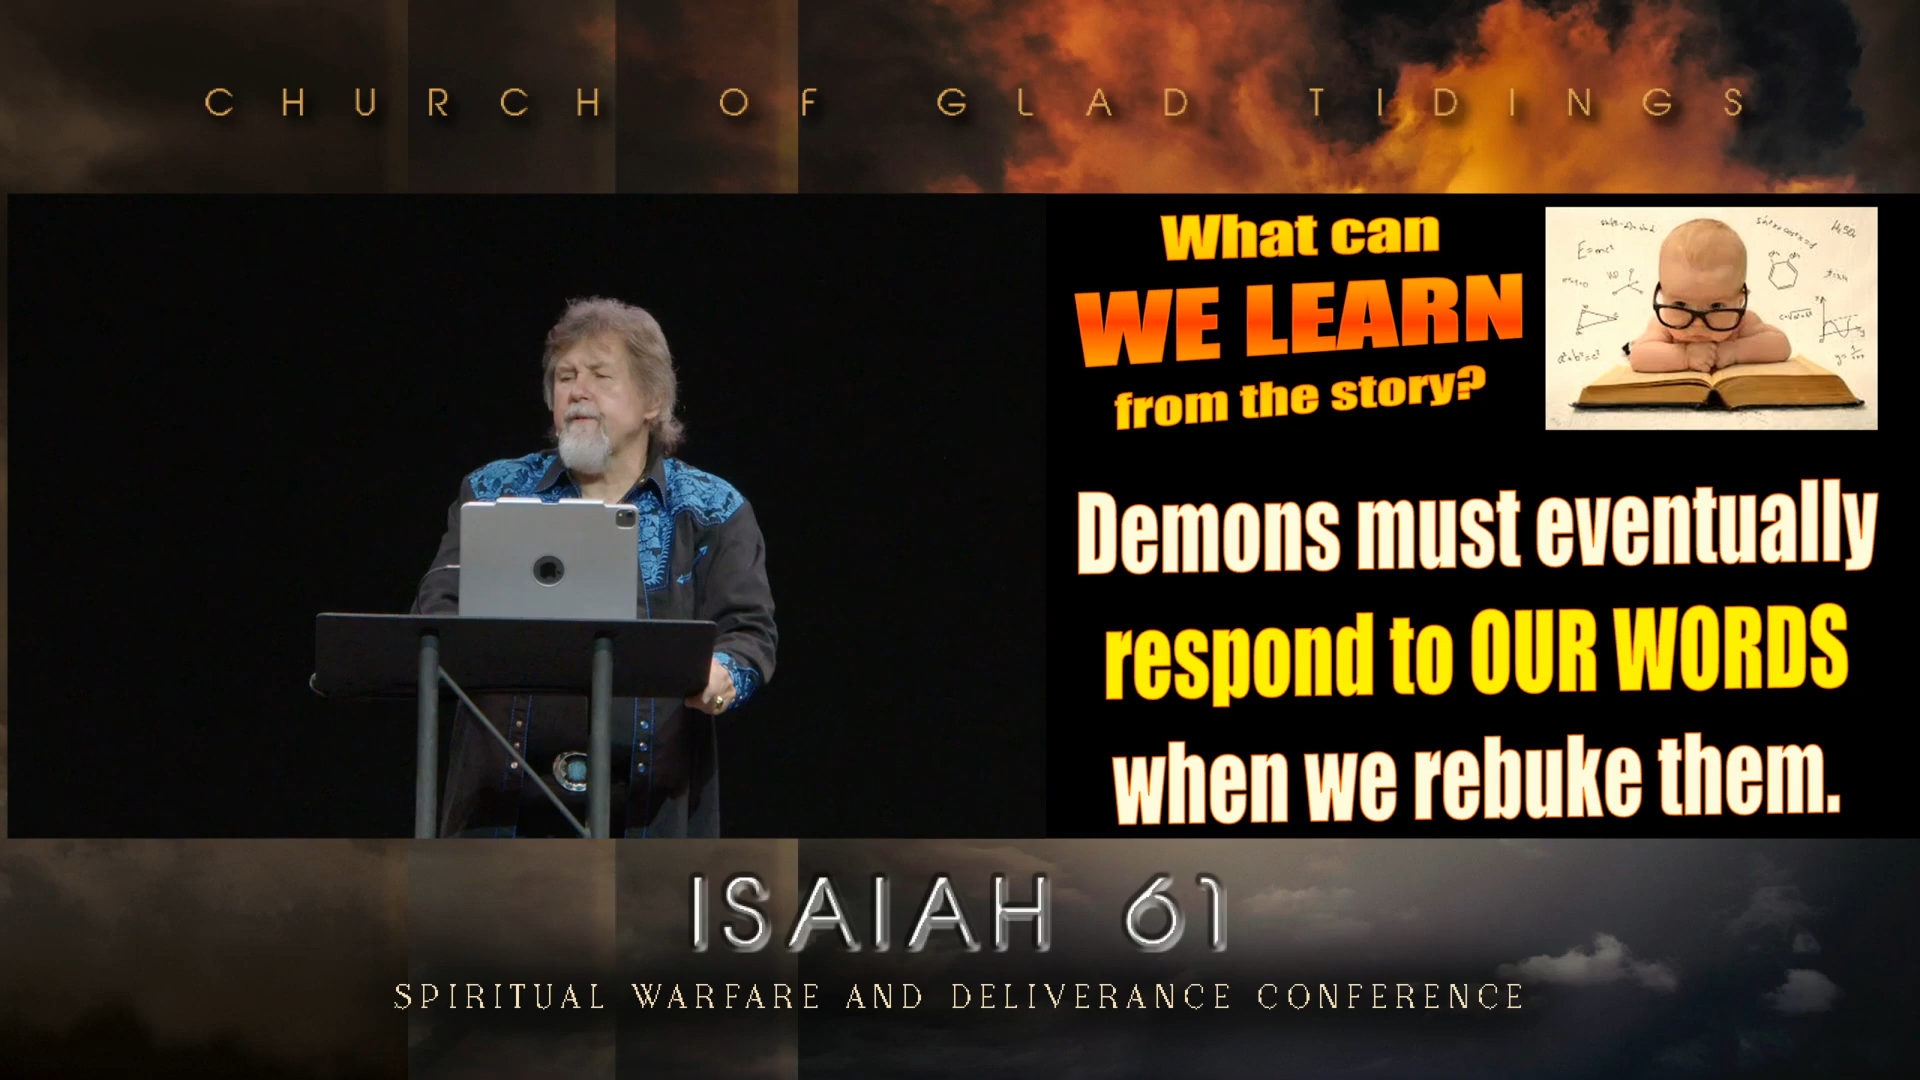 CHURCH OF GLAD TIDINGS
What can
WE LEARN
from the story?
E=mc²
Demons must eventually
respond to OUR WORDS
when we rebuke them.
ISAIAH 61
SPIRITUAL WARFARE AND DELIVERANCE CONFERENCE